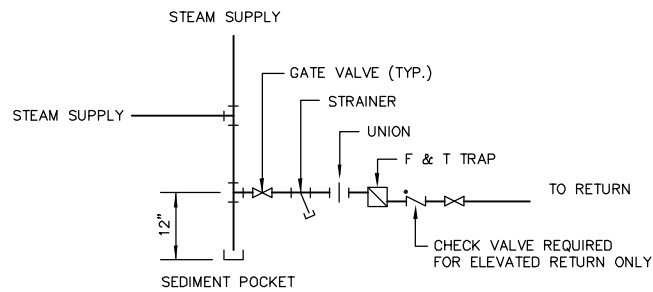 STEAM SUPPLY
GATE VALVE (TYP.)
STEAM SUPPLY
STRAINER
UNION
F & T TRAP
TO RETURN
12"
CHECK VALVE REQUIRED
FOR ELEVATED RETURN ONLY
SEDIMENT POCKET